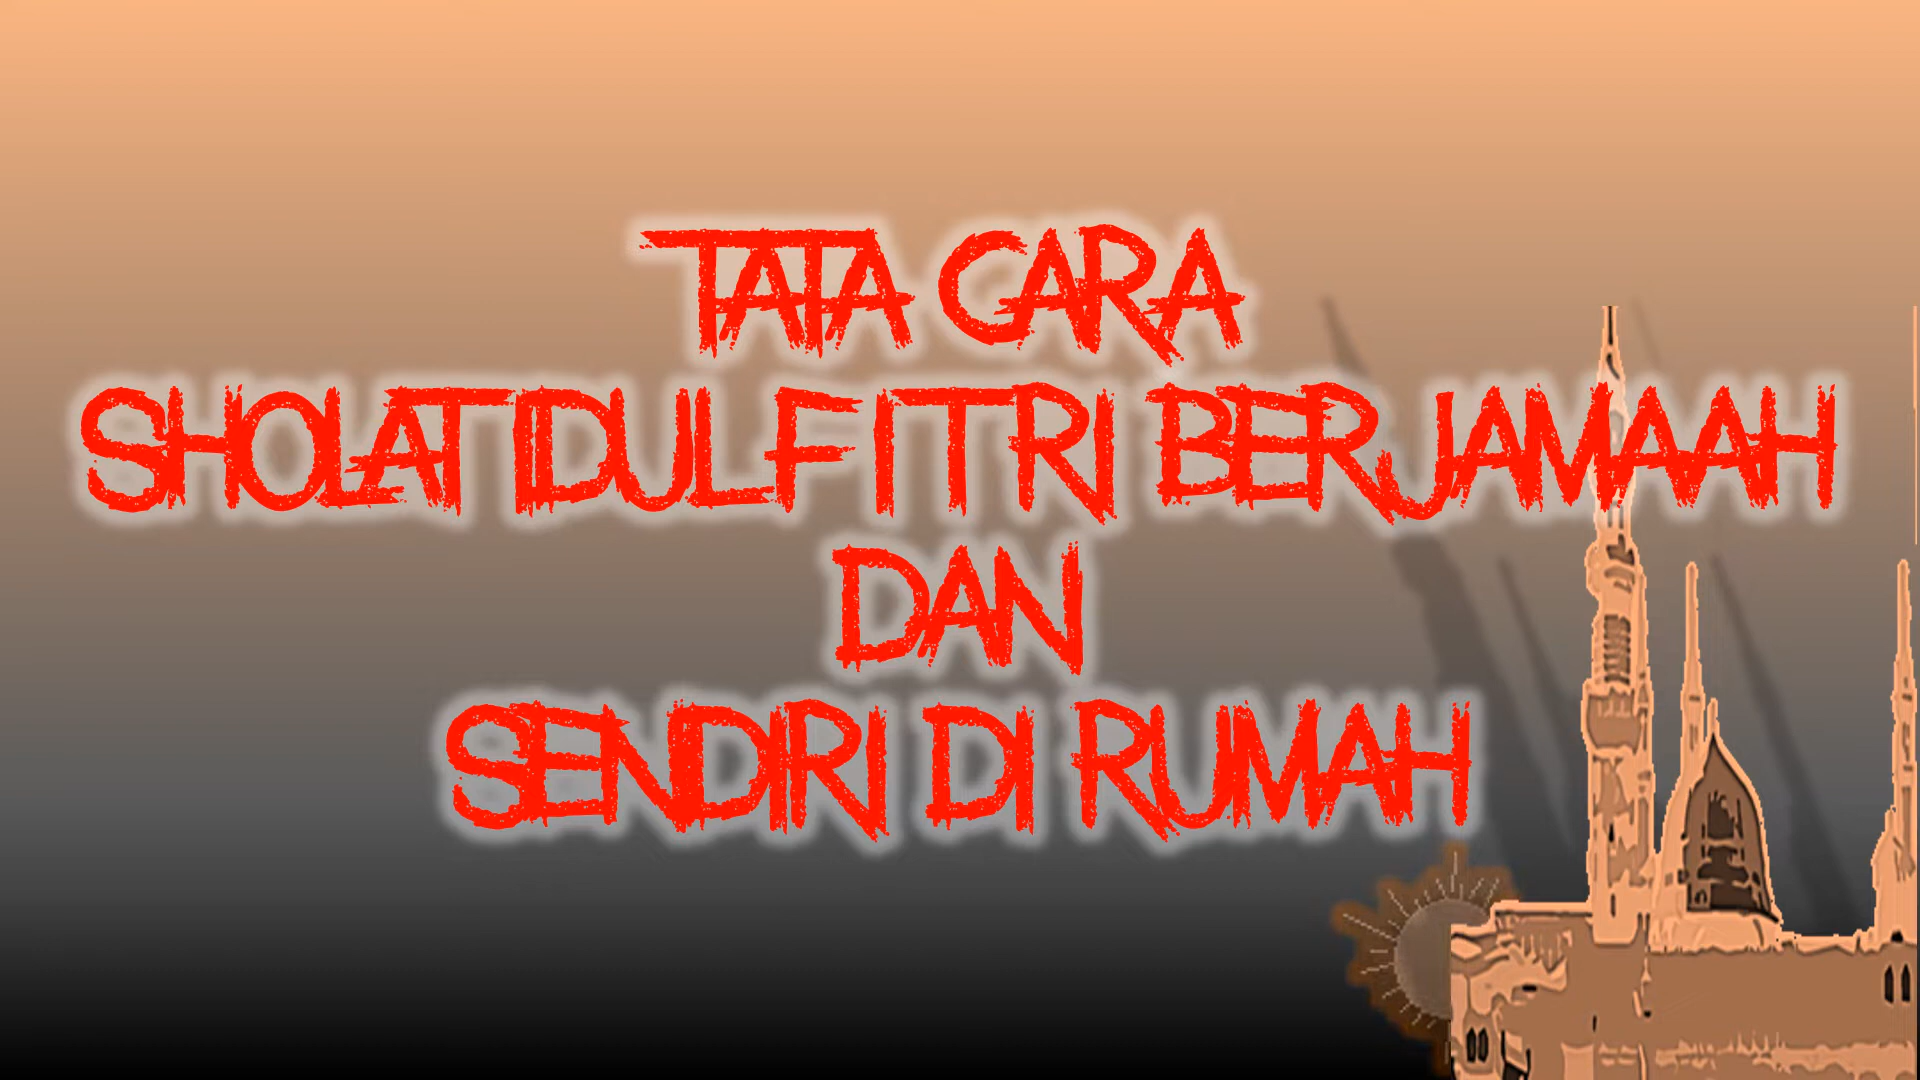 TATA CARA
SHOLAT IDUL FITRI BERJAMAAH
DAN
SENDIRI DI RUMAH